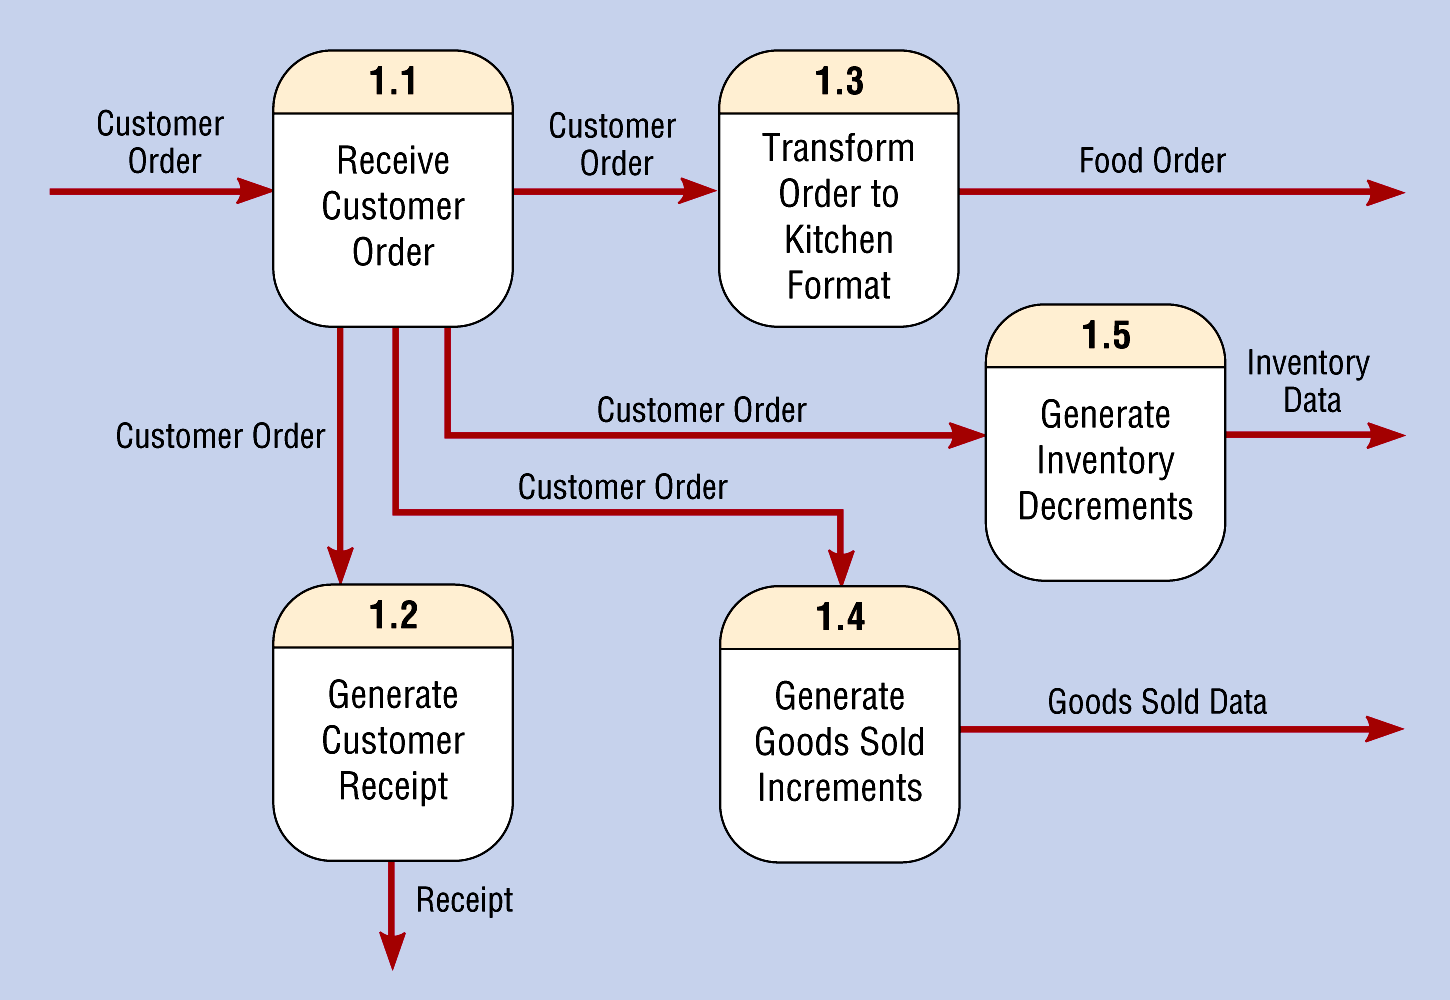 Customer
Order
1.1
Receive
Customer
Order
Customer
Order
1.3
Transform
Order to
Kitchen
Format
Food Order
1.5
Generate
Inventory
Decrements
Inventory
Data
Customer Order
Customer Order
Customer Order
1.2
Generate
Customer
Receipt
1.4
Generate
Goods Sold
Increments
Goods Sold Data
Receipt